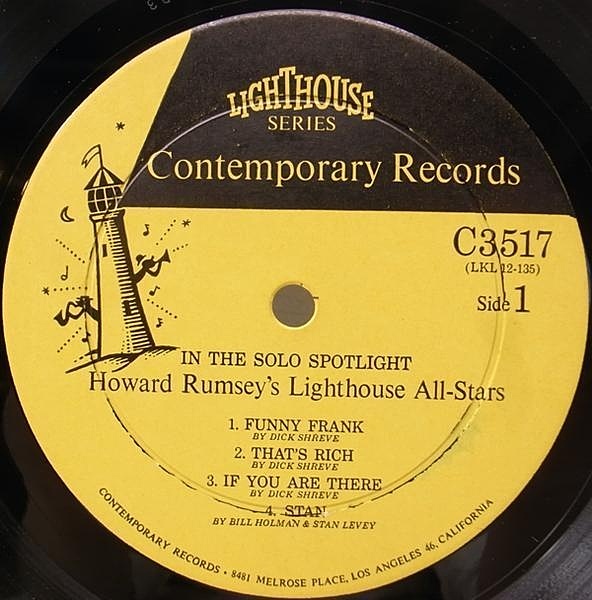 LIGHTHOUSE
SERIES
Contemporary Records
C3517
(LKL 12-135)
Side 1
IN THE SOLO SPOTLIGHT
Howard Rumsey's Lighthouse All-Stars
1. FUNNY FRANK
BY DICK SHREVE
2. THAT'S RICH
BY DICK SHREVE
3. IF YOU ARE THERE
BY DICK SHREVE
4. STAN
BY BILL HOLMAN & STAN LEVEY
CONTEMPORARY RECORDS • 8481 MELROSE PLACE, LOS ANGELES 46, CALIFORNIA